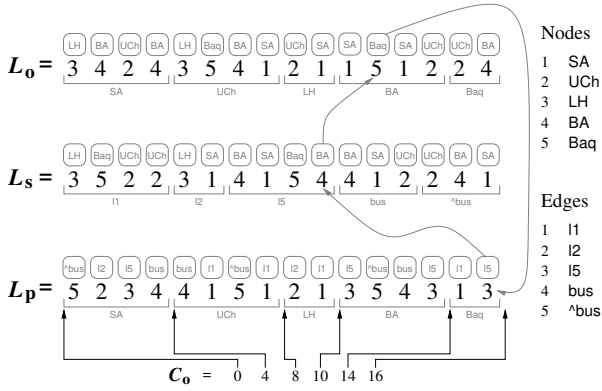 LH BA UCh BA LH Baq BA SA UCh SA SA Baq SA UCh UCh BA
Lo = 3 4 2 4 3 5 4 1 2 1 1 5 1 2 2 4
SA UCh LH BA Baq
LH Baq UCh UCh LH SA BA SA Baq BA BA SA UCh UCh BA SA
Ls = 3 5 2 2 3 1 4 1 5 4 4 1 2 2 4 1
l1 l2 l5 bus ^bus
^bus l2 l5 bus bus l1 ^bus l1 l2 l1 l5 ^bus bus l5 l1 l5
Lp = 5 2 3 4 4 1 5 1 2 1 3 5 4 3 1 3
SA UCh LH BA Baq
Co = 0 4 8 10 14 16
Nodes
1 SA
2 UCh
3 LH
4 BA
5 Baq
Edges
1 l1
2 l2
3 l5
4 bus
5 ^bus